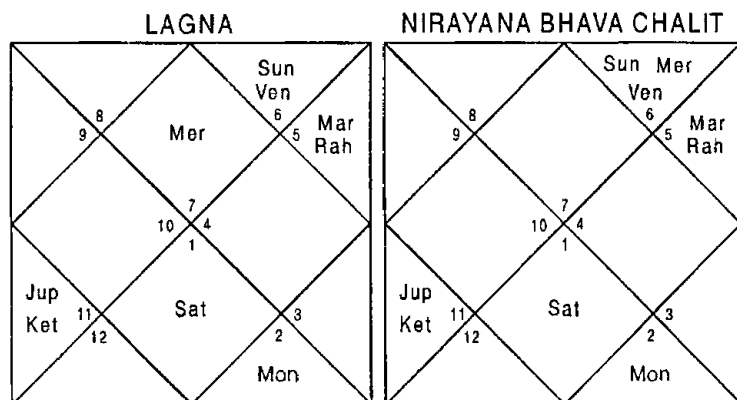 LAGNA
NIRAYANA BHAVA CHALIT
Sun
Ven
8
6
9
Mer
5
Mar
Rah
7
10
4
1
Jup
Ket
11
Sat
3
12
2
Mon
Sun Mer
Ven
8
6
9
5
Mar
Rah
7
10
4
1
Jup
Ket
11
Sat
3
12
2
Mon